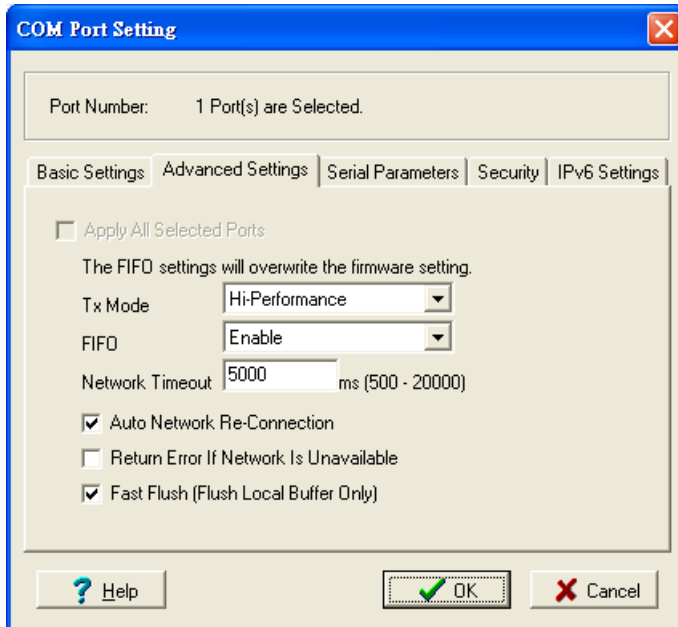 COM Port Setting
Port Number: 1 Port(s) are Selected.
Basic Settings Advanced Settings Serial Parameters Security IPv6 Settings
Apply All Selected Ports
The FIFO settings will overwrite the firmware setting.
Tx Mode Hi-Performance
FIFO Enable
Network Timeout 5000 ms (500 - 20000)
Auto Network Re-Connection
Return Error If Network Is Unavailable
Fast Flush (Flush Local Buffer Only)
? Help OK Cancel